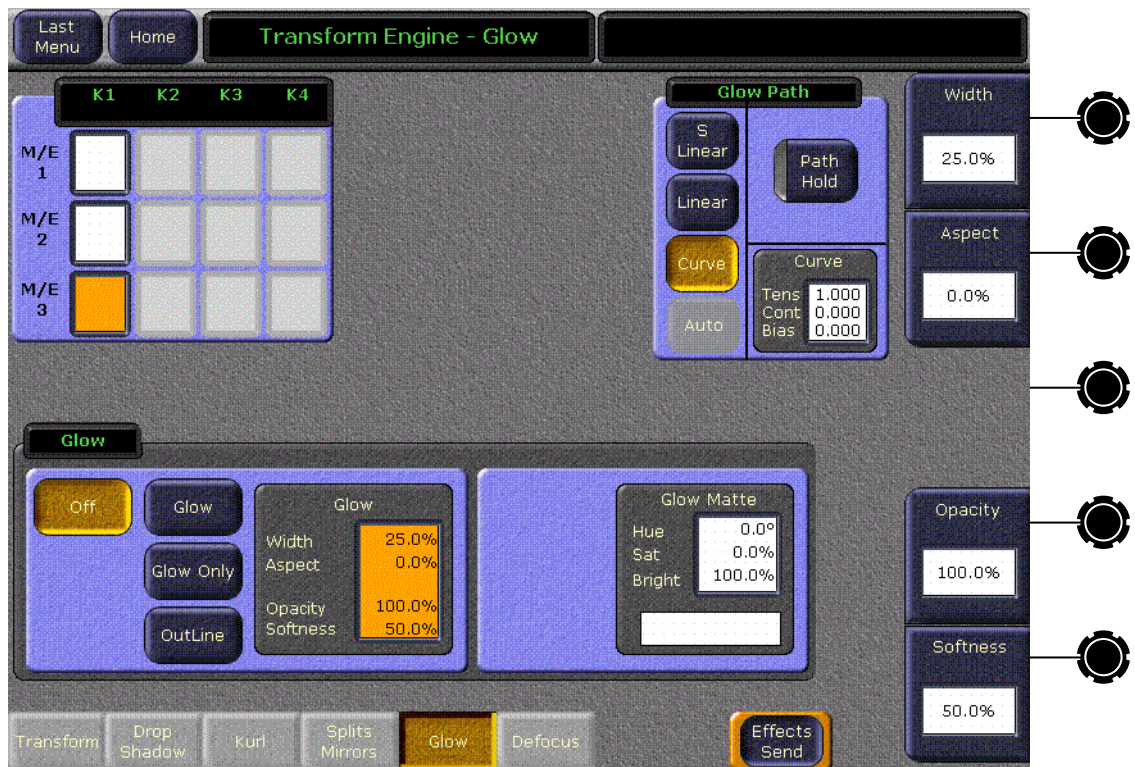 Last
Menu
Home
Transform Engine - Glow
K1 K2 K3 K4
M/E
1
M/E
2
M/E
3
Glow Path
S
Linear
Linear
Curve
Auto
Path
Hold
Curve
Tens 1.000
Cont 0.000
Bias 0.000
Width
25.0%
Aspect
0.0%
Glow
Off
Glow
Glow Only
OutLine
Glow
Width 25.0%
Aspect 0.0%
Opacity 100.0%
Softness 50.0%
Glow Matte
Hue 0.0°
Sat 0.0%
Bright 100.0%
Opacity
100.0%
Softness
50.0%
Transform
Drop
Shadow
Kurl
Splits
Mirrors
Glow
Defocus
Effects
Send